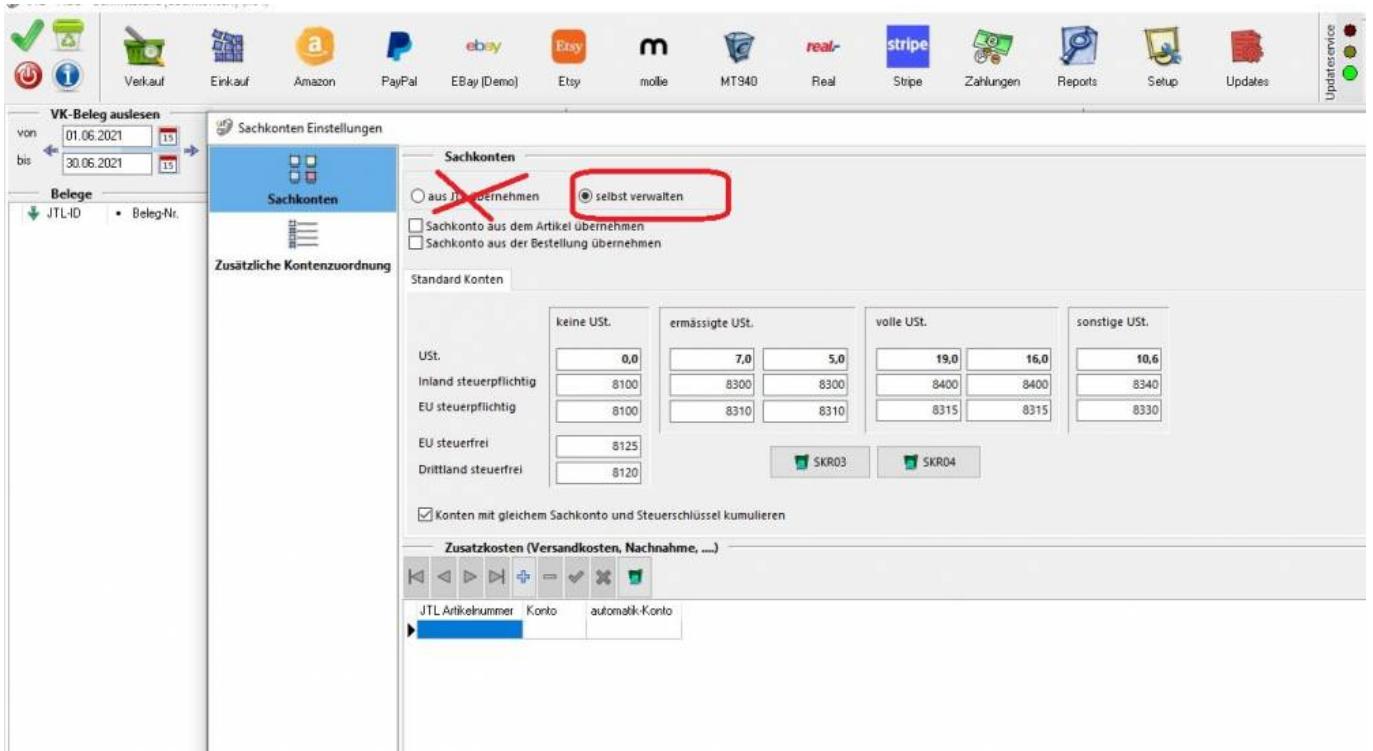 Verkauf
Einkauf
Amazon
PayPal
ebay
EBay (Demo)
Etsy
Etsy
mollie
MT940
real,-
Real
stripe
Stripe
Zahlungen
Reports
Setup
Updates
Updateservice
VK-Beleg auslesen
von 01.06.2021 15
bis 30.06.2021 15
Belege
JTL-ID • Beleg-Nr.
Sachkonten Einstellungen
Sachkonten
Zusätzliche Kontenzuordnung
Sachkonten
aus JTL übernehmen selbst verwalten
Sachkonto aus dem Artikel übernehmen
Sachkonto aus der Bestellung übernehmen
Standard Konten
keine USt. ermässigte USt. volle USt. sonstige USt.
USt. 0,0 7,0 5,0 19,0 16,0 10,6
Inland steuerpflichtig 8100 8300 8300 8400 8400 8340
EU steuerpflichtig 8100 8310 8310 8315 8315 8330
EU steuerfrei 8125
Drittland steuerfrei 8120
SKR03 SKR04
Konten mit gleichem Sachkonto und Steuerschlüssel kumulieren
Zusatzkosten (Versandkosten, Nachnahme, ....)
JTL Artikelnummer Konto automatik-Konto